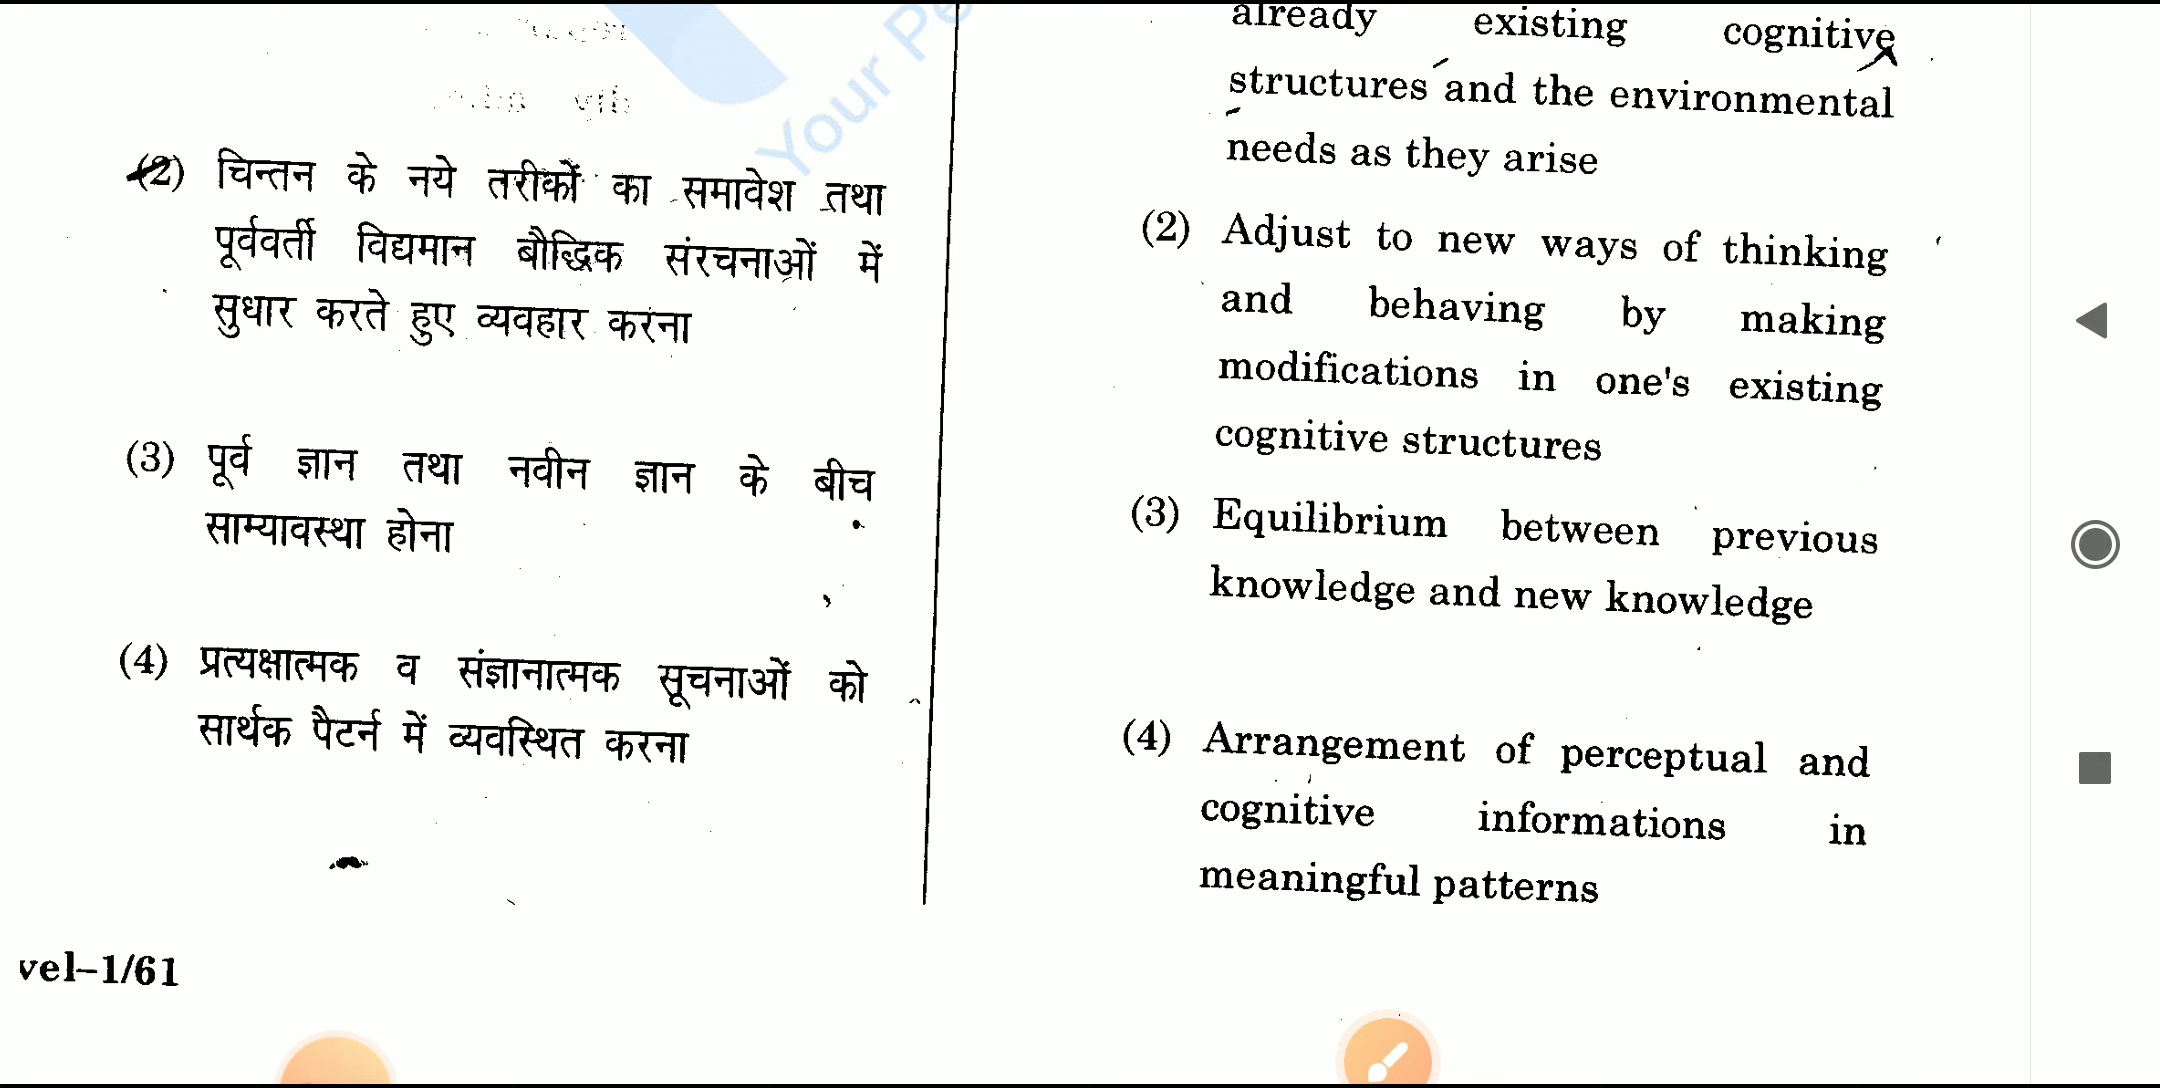 (2) चिन्तन के नये तरीकों का समावेश तथा
पूर्ववर्ती विद्यमान बौद्धिक संरचनाओं में
सुधार करते हुए व्यवहार करना
(3) पूर्व ज्ञान तथा नवीन ज्ञान के बीच
साम्यावस्था होना
(4) प्रत्यक्षात्मक व संज्ञानात्मक सूचनाओं को
सार्थक पैटर्न में व्यवस्थित करना
vel–1/61
Your
already existing cognitive
structures and the environmental
needs as they arise
(2) Adjust to new ways of thinking
and behaving by making
modifications in one's existing
cognitive structures
(3) Equilibrium between previous
knowledge and new knowledge
(4) Arrangement of perceptual and
cognitive informations in
meaningful patterns